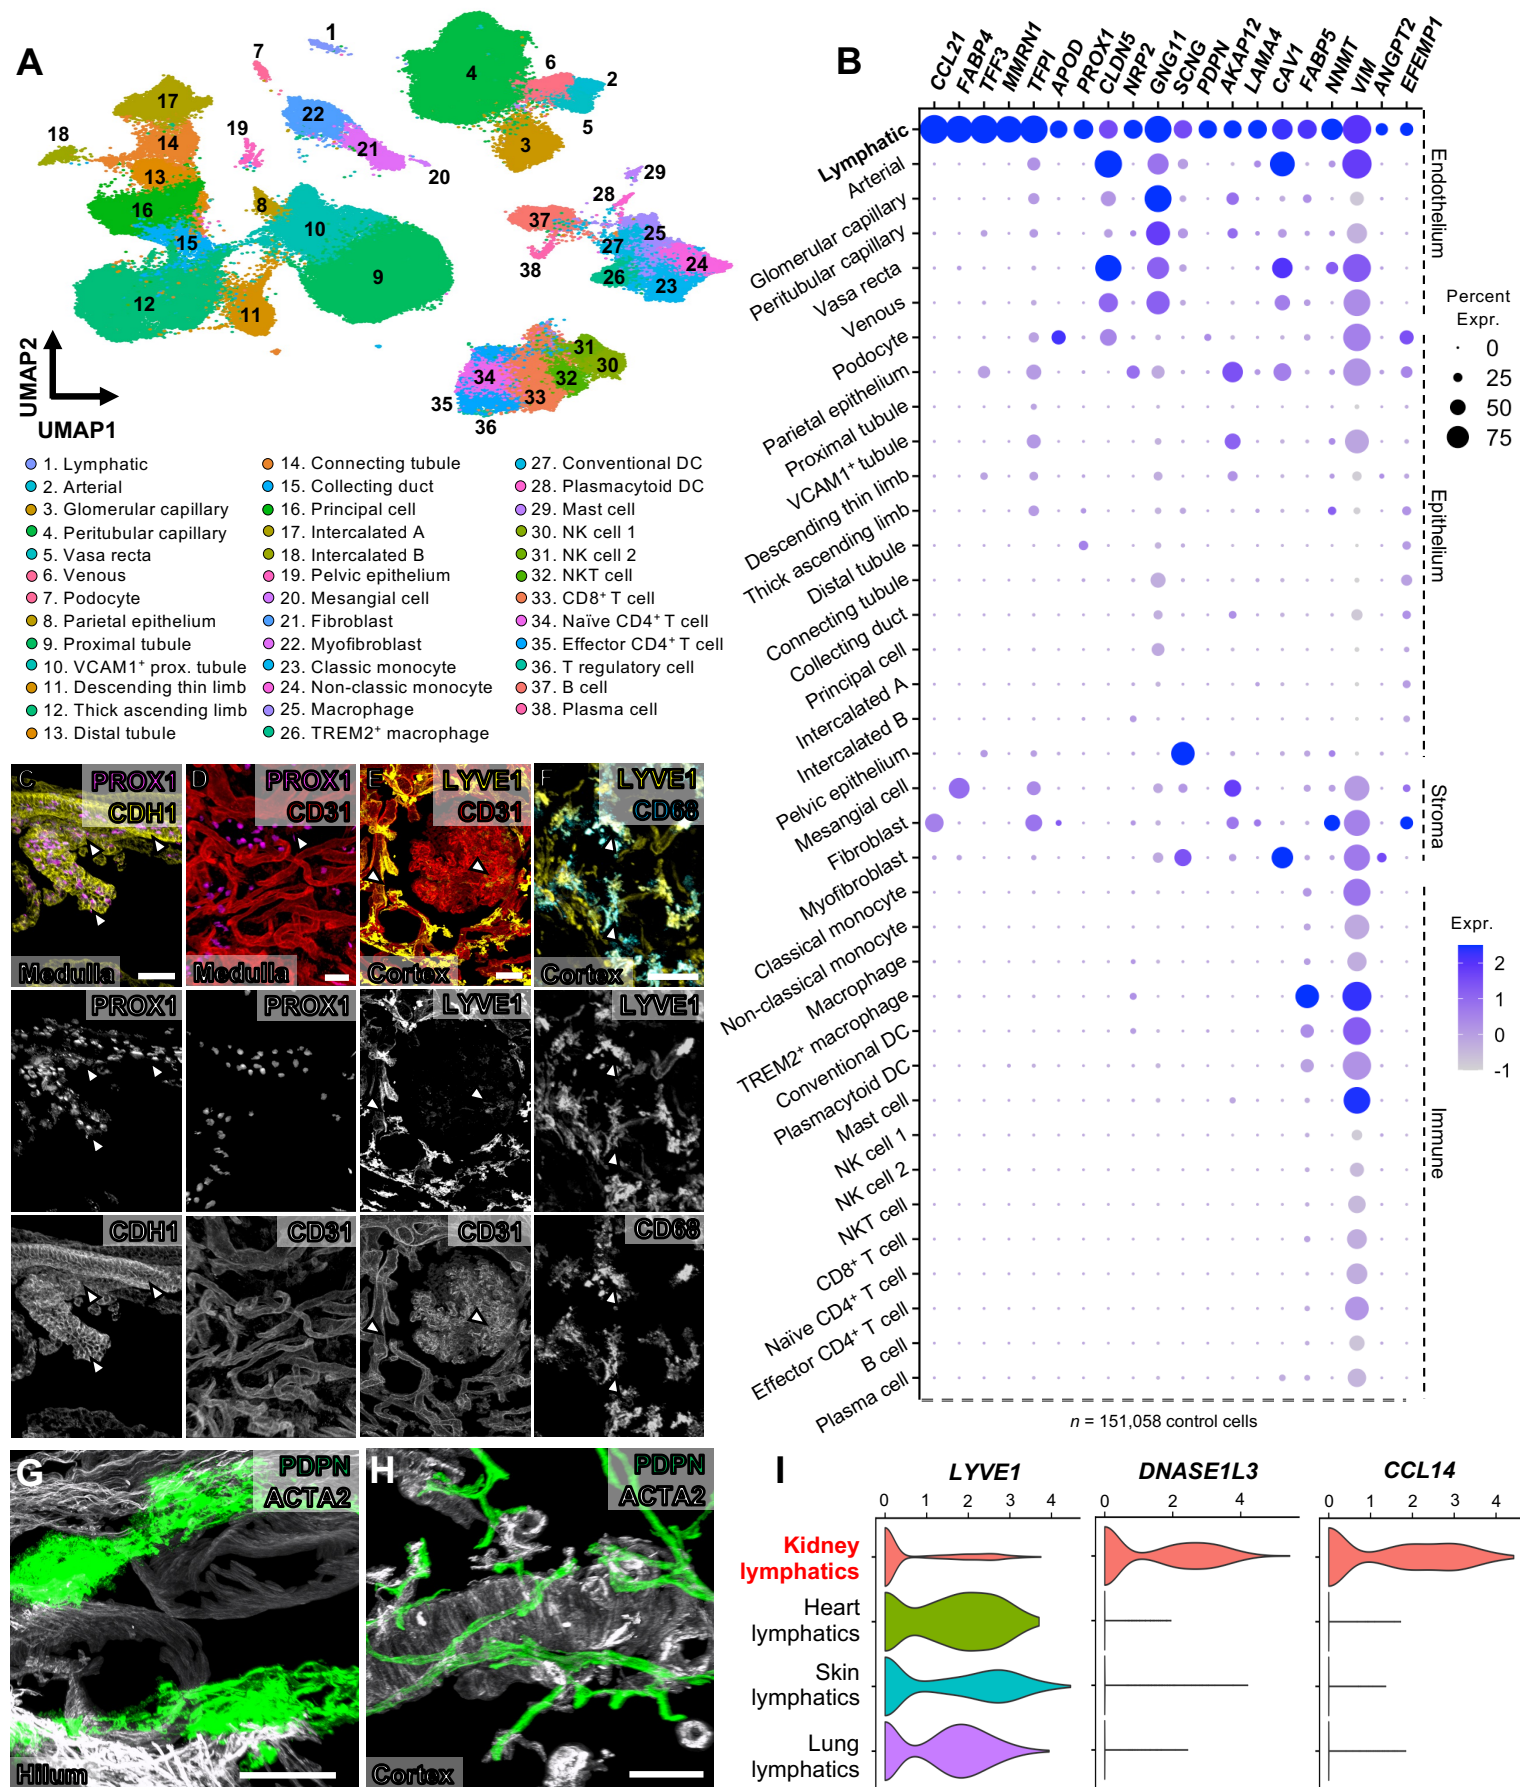 A
1
2
3
4
5
6
7
8
9
10
11
12
13
14
15
16
17
18
19
20
21
22
23
24
25
26
27
28
29
30
31
32
33
34
35
36
37
38
UMAP2
UMAP1
1. Lymphatic
2. Arterial
3. Glomerular capillary
4. Peritubular capillary
5. Vasa recta
6. Venous
7. Podocyte
8. Parietal epithelium
9. Proximal tubule
10. VCAM1⁺ prox. tubule
11. Descending thin limb
12. Thick ascending limb
13. Distal tubule
14. Connecting tubule
15. Collecting duct
16. Principal cell
17. Intercalated A
18. Intercalated B
19. Pelvic epithelium
20. Mesangial cell
21. Fibroblast
22. Myofibroblast
23. Classic monocyte
24. Non-classic monocyte
25. Macrophage
26. TREM2⁺ macrophage
27. Conventional DC
28. Plasmacytoid DC
29. Mast cell
30. NK cell 1
31. NK cell 2
32. NKT cell
33. CD8⁺ T cell
34. Naïve CD4⁺ T cell
35. Effector CD4⁺ T cell
36. T regulatory cell
37. B cell
38. Plasma cell
B
CCL21
FABP4
TFF3
MMRN1
TFPI
APOD
PROX1
CLDN5
NRP2
GNG11
SCNG
PDPN
AKAP12
LAMA4
CAV1
FABP5
NNMT
VIM
ANGPT2
EFEMP1
Lymphatic
Arterial
Glomerular capillary
Peritubular capillary
Vasa recta
Venous
Podocyte
Parietal epithelium
Proximal tubule
VCAM1⁺ tubule
Descending thin limb
Thick ascending limb
Distal tubule
Connecting tubule
Collecting duct
Principal cell
Intercalated A
Intercalated B
Pelvic epithelium
Mesangial cell
Fibroblast
Myofibroblast
Classical monocyte
Non-classical monocyte
Macrophage
TREM2⁺ macrophage
Conventional DC
Plasmacytoid DC
Mast cell
NK cell 1
NK cell 2
NKT cell
CD8⁺ T cell
Naïve CD4⁺ T cell
Effector CD4⁺ T cell
B cell
Plasma cell
Endothelium
Epithelium
Stroma
Immune
Percent
Expr.
0
25
50
75
Expr.
2
1
0
-1
n = 151,058 control cells
C
PROX1
CDH1
Medulla
PROX1
CDH1
D
PROX1
CD31
Medulla
PROX1
CD31
E
LYVE1
CD31
Cortex
LYVE1
CD31
F
LYVE1
CD68
Cortex
LYVE1
CD68
G
PDPN
ACTA2
Hilum
H
PDPN
ACTA2
Cortex
I
LYVE1
DNASE1L3
CCL14
0 1 2 3 4
0 2 4
0 1 2 3 4
Kidney
lymphatics
Heart
lymphatics
Skin
lymphatics
Lung
lymphatics